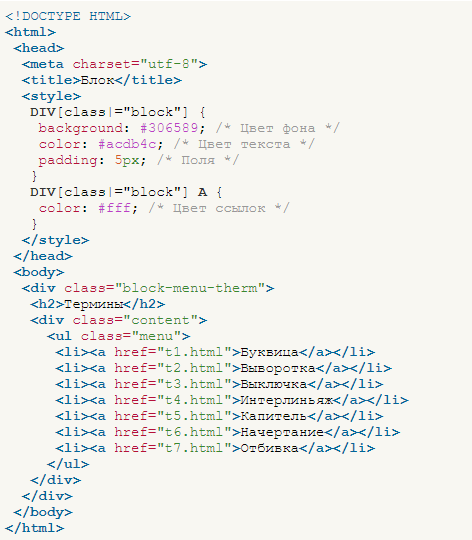 <!DOCTYPE HTML>
<html>
<head>
<meta charset="utf-8">
<title>Блок</title>
<style>
DIV[class|="block"] {
background: #306589; /* Цвет фона */
color: #acdb4c; /* Цвет текста */
padding: 5px; /* Поля */
}
DIV[class|="block"] A {
color: #fff; /* Цвет ссылок */
}
</style>
</head>
<body>
<div class="block-menu-therm">
<h2>Термины</h2>
<div class="content">
<ul class="menu">
<li><a href="t1.html">Буквица</a></li>
<li><a href="t2.html">Выворотка</a></li>
<li><a href="t3.html">Выключка</a></li>
<li><a href="t4.html">Интерлиньяж</a></li>
<li><a href="t5.html">Капитель</a></li>
<li><a href="t6.html">Начертание</a></li>
<li><a href="t7.html">Отбивка</a></li>
</ul>
</div>
</div>
</body>
</html>